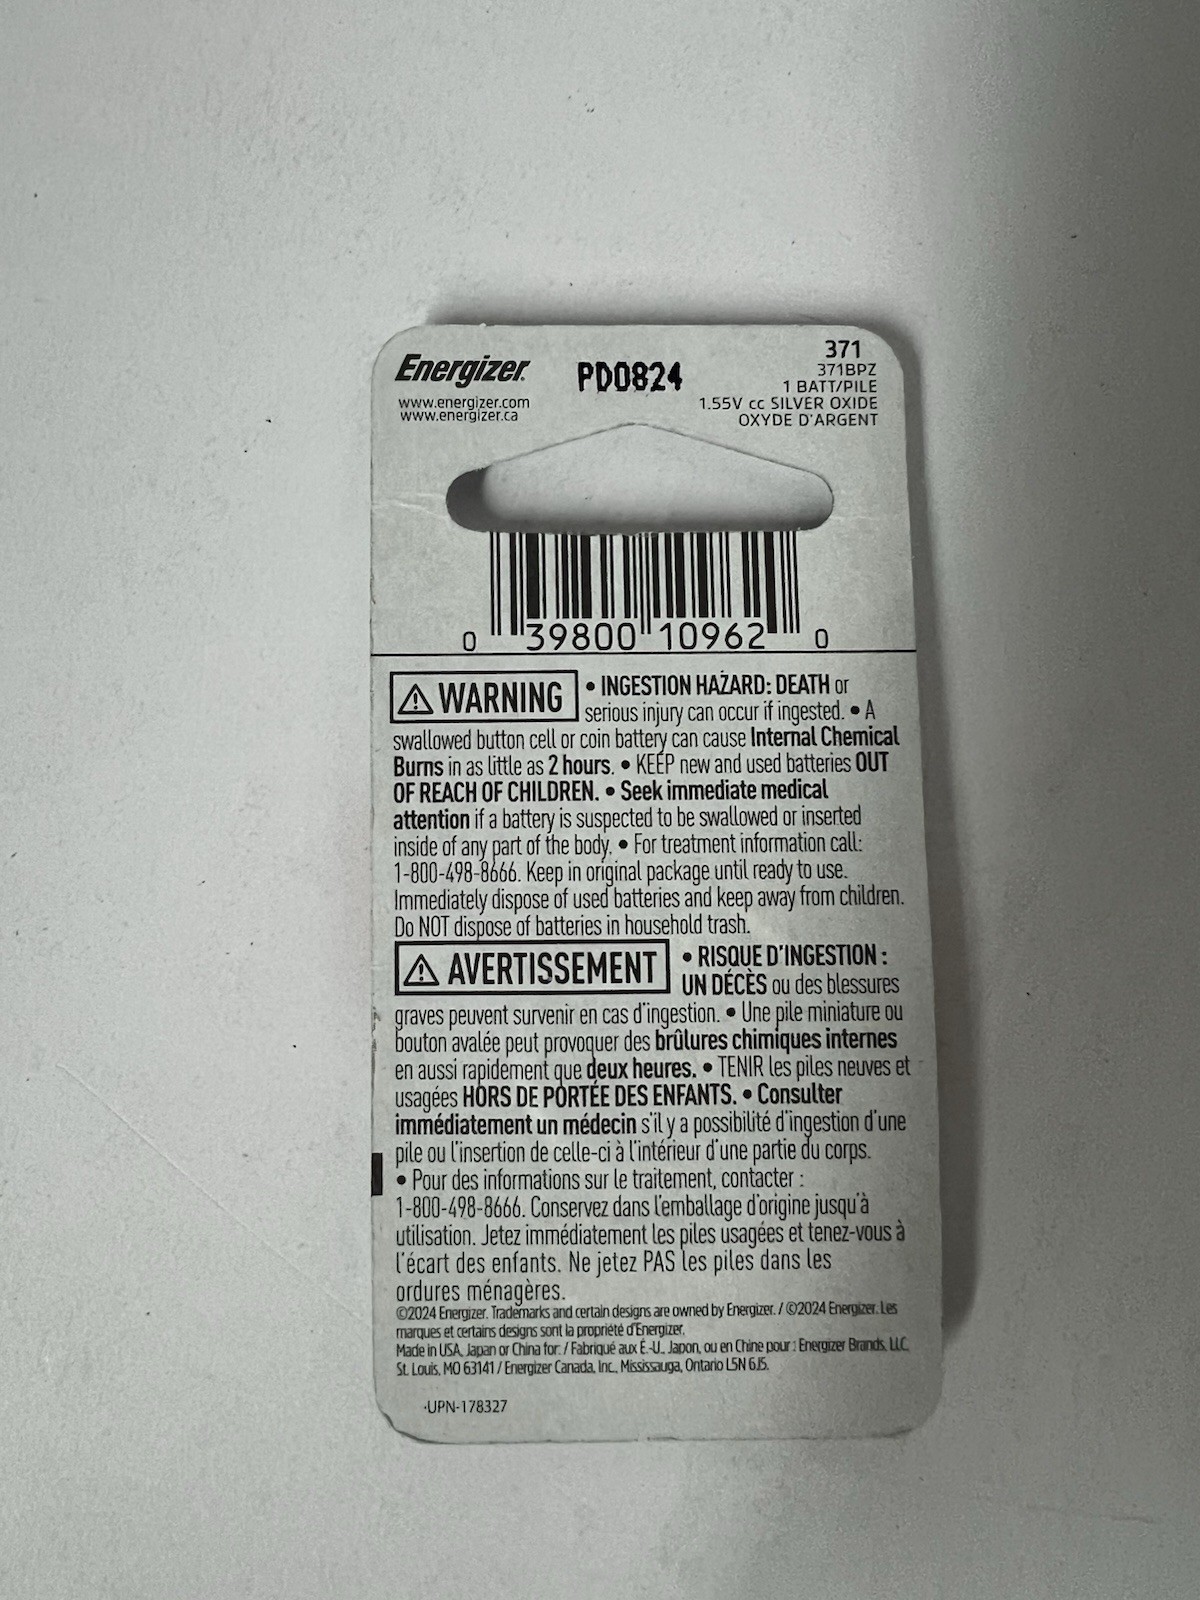 Energizer.
www.energizer.com
www.energizer.ca
PD0824
371
371BPZ
1 BATT/PILE
1.55V cc SILVER OXIDE
OXYDE D'ARGENT
0 39800 10962 0
⚠ WARNING • INGESTION HAZARD: DEATH or
serious injury can occur if ingested. • A
swallowed button cell or coin battery can cause Internal Chemical
Burns in as little as 2 hours. • KEEP new and used batteries OUT
OF REACH OF CHILDREN. • Seek immediate medical
attention if a battery is suspected to be swallowed or inserted
inside of any part of the body. • For treatment information call:
1-800-498-8666. Keep in original package until ready to use.
Immediately dispose of used batteries and keep away from children.
Do NOT dispose of batteries in household trash.
⚠ AVERTISSEMENT • RISQUE D'INGESTION :
UN DÉCÈS ou des blessures
graves peuvent survenir en cas d'ingestion. • Une pile miniature ou
bouton avalée peut provoquer des brûlures chimiques internes
en aussi rapidement que deux heures. • TENIR les piles neuves et
usagées HORS DE PORTÉE DES ENFANTS. • Consulter
immédiatement un médecin s'il y a possibilité d'ingestion d'une
pile ou l'insertion de celle-ci à l'intérieur d'une partie du corps.
• Pour des informations sur le traitement, contacter :
1-800-498-8666. Conservez dans l'emballage d'origine jusqu'à
utilisation. Jetez immédiatement les piles usagées et tenez-vous à
l'écart des enfants. Ne jetez PAS les piles dans les
ordures ménagères.
©2024 Energizer. Trademarks and certain designs are owned by Energizer. / ©2024 Energizer. Les
marques et certains designs sont la propriété d'Energizer.
Made in USA, Japan or China for: / Fabriqué aux É.-U., Japon, ou en Chine pour : Energizer Brands, LLC,
St. Louis, MO 63141 / Energizer Canada, Inc., Mississauga, Ontario L5N 6J5.
·UPN-178327